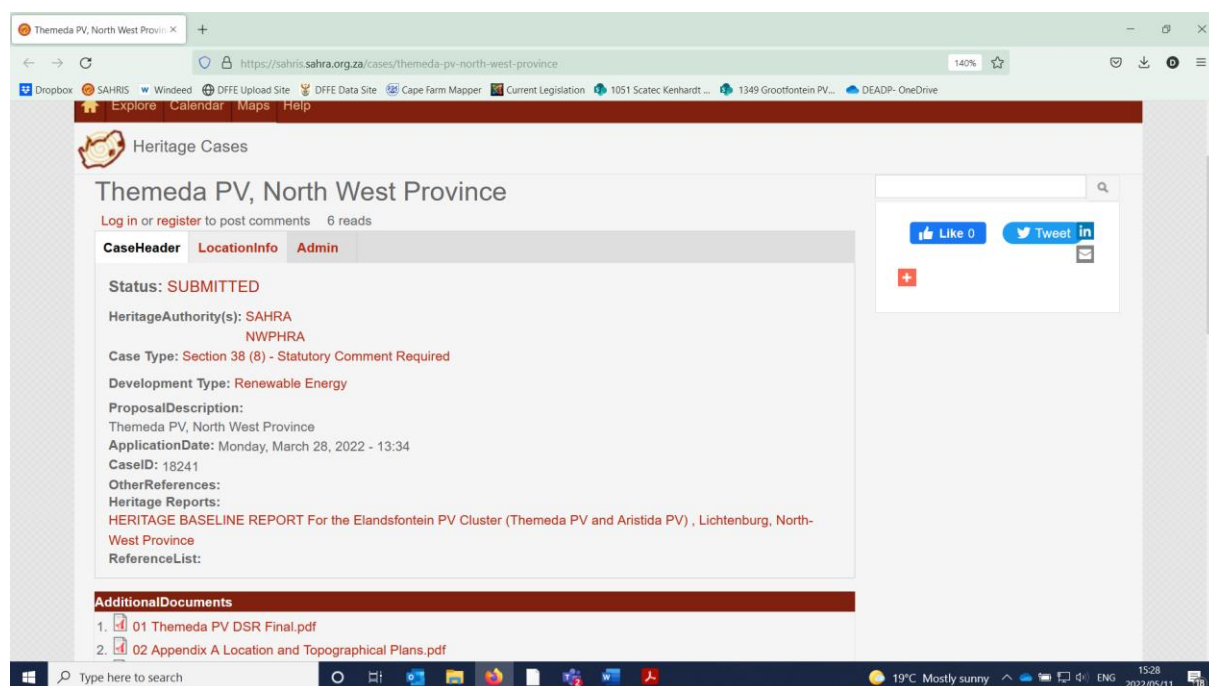 Themeda PV, North West Provin
https://sahris.sahra.org.za/cases/themeda-pv-north-west-province
140%
Dropbox SAHRIS Windeed DFFE Upload Site DFFE Data Site Cape Farm Mapper Current Legislation 1051 Scatec Kenhardt ... 1349 Grootfontein PV... DEADP- OneDrive
Explore Calendar Maps Help
Heritage Cases
Themeda PV, North West Province
Log in or register to post comments 6 reads
Like 0 Tweet in
CaseHeader LocationInfo Admin
Status: SUBMITTED
HeritageAuthority(s): SAHRA
NWPHRA
Case Type: Section 38 (8) - Statutory Comment Required
Development Type: Renewable Energy
ProposalDescription:
Themeda PV, North West Province
ApplicationDate: Monday, March 28, 2022 - 13:34
CaseID: 18241
OtherReferences:
Heritage Reports:
HERITAGE BASELINE REPORT For the Elandsfontein PV Cluster (Themeda PV and Aristida PV) , Lichtenburg, North-
West Province
ReferenceList:
AdditionalDocuments
1. 01 Themeda PV DSR Final.pdf
2. 02 Appendix A Location and Topographical Plans.pdf
Type here to search
19°C Mostly sunny
ENG
15:28
2022/05/11